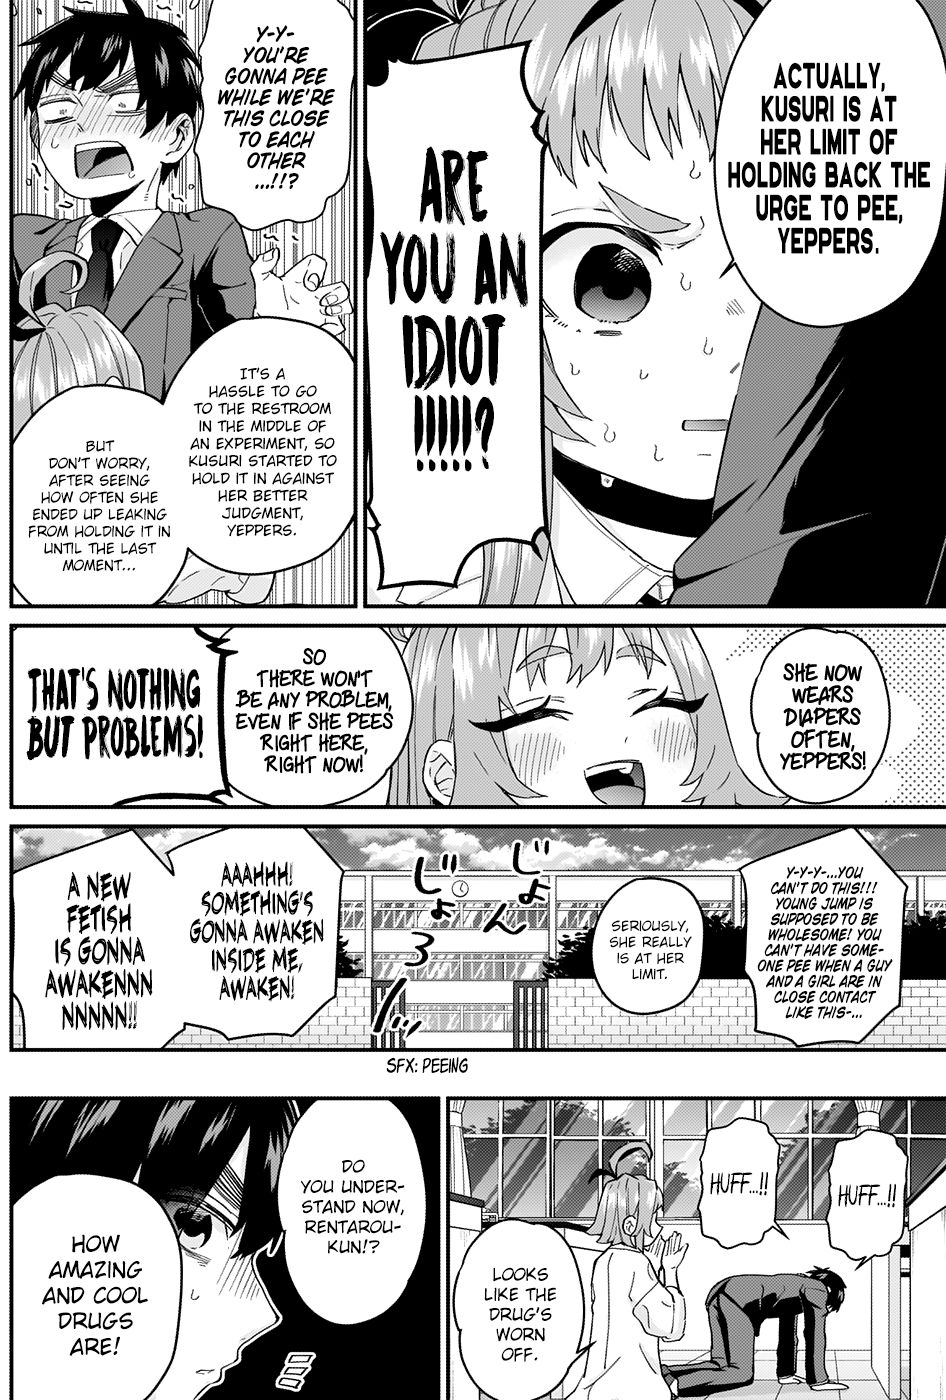 ACTUALLY,
KUSURI IS AT
HER LIMIT OF
HOLDING BACK THE
URGE TO PEE,
YEPPERS.
ARE
YOU AN
IDIOT
!!!!!!?
Y-Y-
YOU'RE
GONNA PEE
WHILE WE'RE
THIS CLOSE
TO EACH
OTHER
...!!?
IT'S A
HASSLE TO GO
TO THE RESTROOM
IN THE MIDDLE OF
AN EXPERIMENT, SO
KUSURI STARTED TO
HOLD IT IN AGAINST
HER BETTER
JUDGMENT,
YEPPERS.
BUT
DON'T WORRY,
AFTER SEEING
HOW OFTEN SHE
ENDED UP LEAKING
FROM HOLDING IT IN
UNTIL THE LAST
MOMENT...
SHE NOW
WEARS
DIAPERS
OFTEN,
YEPPERS!
SO
THERE WON'T
BE ANY PROBLEM,
EVEN IF SHE PEES
RIGHT HERE,
RIGHT NOW!
THAT'S NOTHING
BUT PROBLEMS!
Y-Y-Y-...YOU
CAN'T DO THIS!!!
YOUNG JUMP IS
SUPPOSED TO BE
WHOLESOME! YOU
CAN'T HAVE SOME-
ONE PEE WHEN A GUY
AND A GIRL ARE IN
CLOSE CONTACT
LIKE THIS-...
SERIOUSLY,
SHE REALLY
IS AT HER
LIMIT.
じょん
じょろーッ
AAAHHH!
SOMETHING'S
GONNA AWAKEN
INSIDE ME,
AWAKEN!
A NEW
FETISH
IS GONNA
AWAKENNN
NNNNN!!
SFX: PEEING
HUFF...!!
HUFF...!!
LOOKS
LIKE THE
DRUG'S
WORN
OFF.
DO
YOU UNDER-
STAND NOW,
RENTAROU-
KUN!?
HOW
AMAZING
AND COOL
DRUGS
ARE!